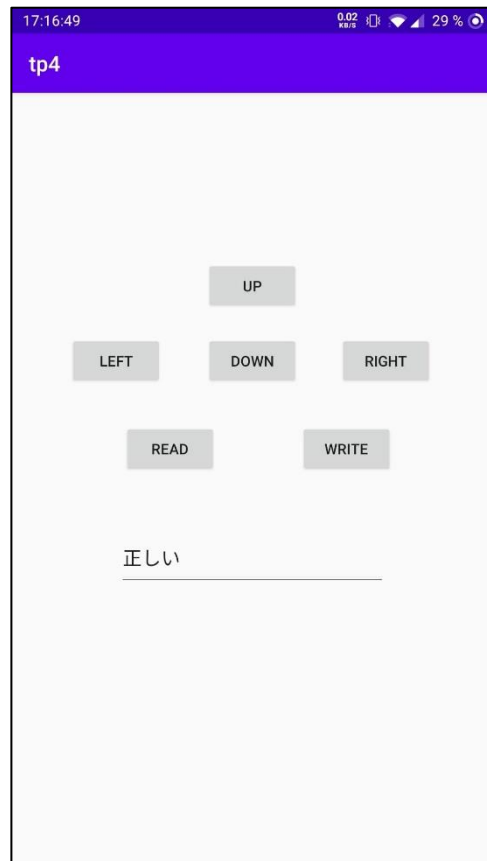 17:16:49 0.02 KB/S 29 %
tp4
UP
LEFT DOWN RIGHT
READ WRITE
正しい